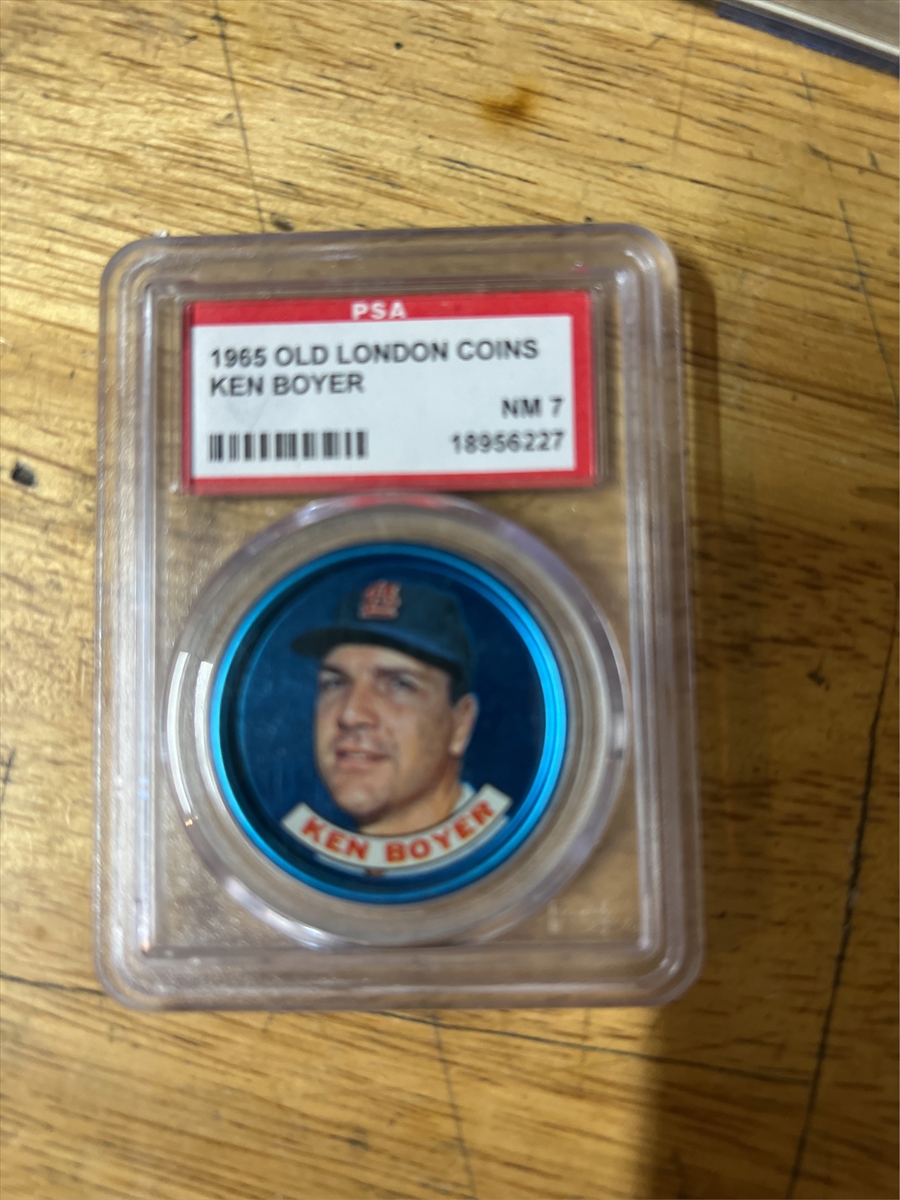 PSA
1965 OLD LONDON COINS
KEN BOYER
NM 7
18956227
KEN BOYER